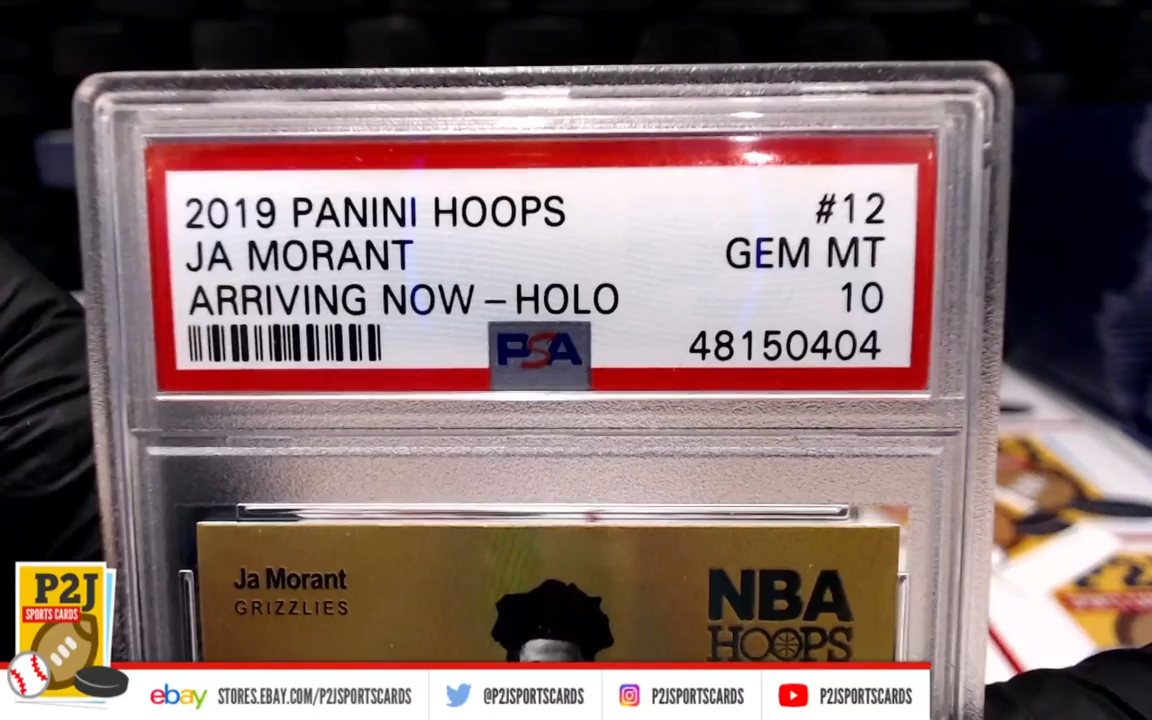 2019 PANINI HOOPS #12
JA MORANT GEM MT
ARRIVING NOW – HOLO 10
PSA 48150404
Ja Morant
GRIZZLIES
NBA
HOOPS
P2J
SPORTS CARDS
ebay STORES.EBAY.COM/P2JSPORTSCARDS @P2JSPORTSCARDS P2JSPORTSCARDS P2JSPORTSCARDS